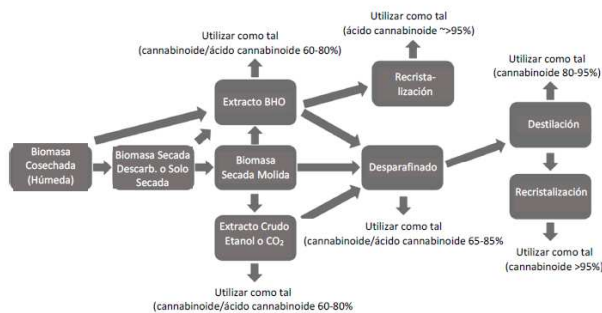 Utilizar como tal
(cannabinoide/ácido cannabinoide 60-80%)
Utilizar como tal
(ácido cannabinoide ~>95%)
Utilizar como tal
(cannabinoide 80-95%)
Extracto BHO
Recrista-
lización
Destilación
Biomasa
Cosechada
(Húmeda)
Biomasa Secada
Descarb. o Solo
Secada
Biomasa
Secada Molida
Desparafinado
Recristalización
Extracto Crudo
Etanol o CO₂
Utilizar como tal
(cannabinoide/ácido cannabinoide 65-85%
Utilizar como tal
(cannabinoide >95%)
Utilizar como tal
(cannabinoide/ácido cannabinoide 60-80%